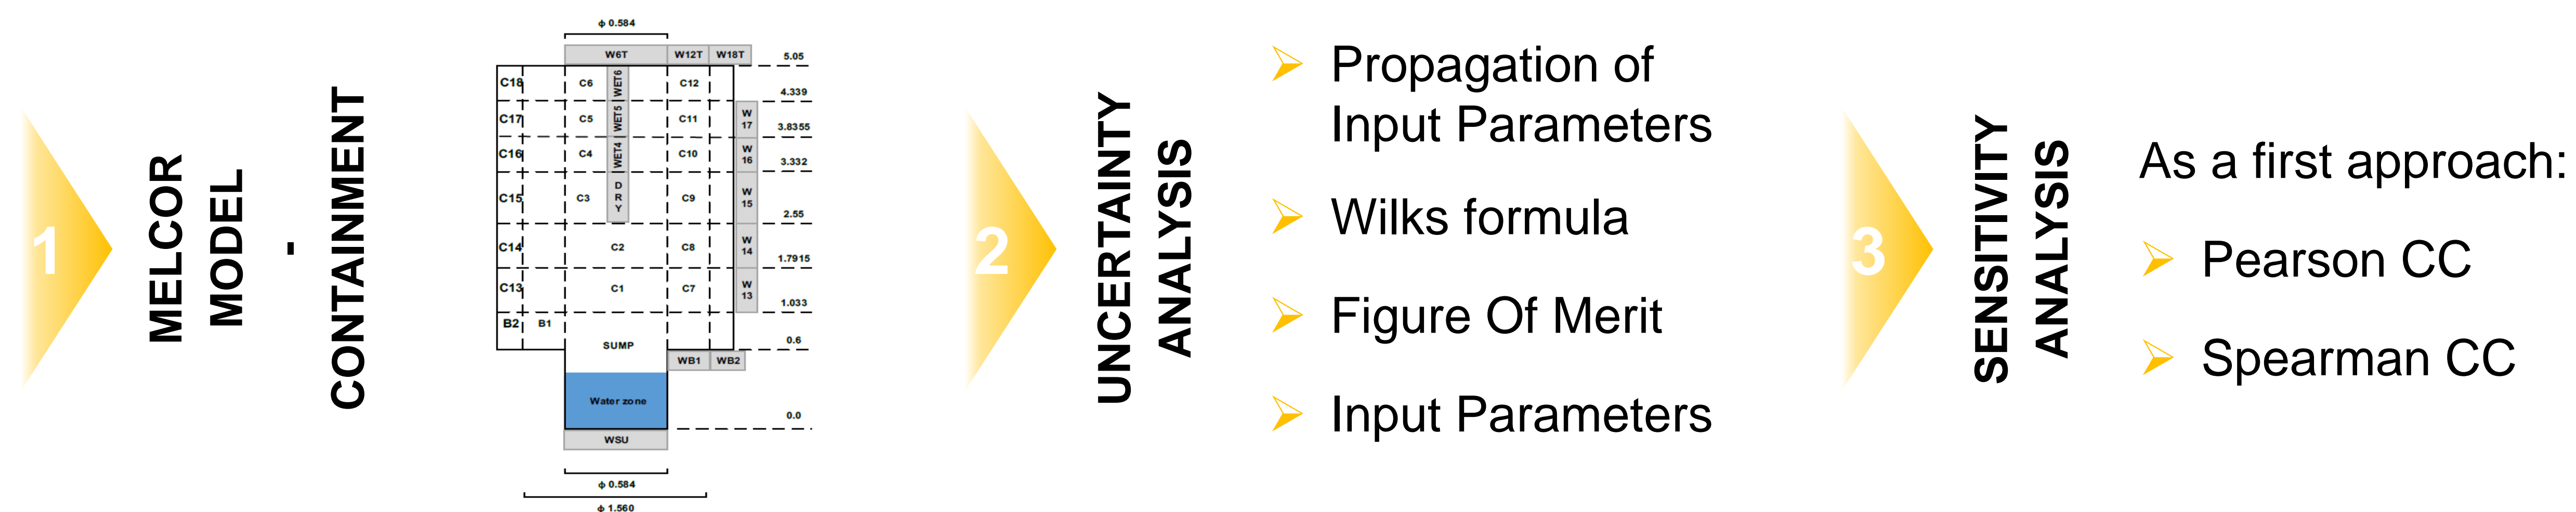 1
MELCOR
MODEL
-
CONTAINMENT
ϕ 0.584
W6T W12T W18T 5.05
C18 C6 WET6 C12
4.339
C17 C5 WET5 C11 W
17 3.8355
C16 C4 WET4 C10 W
16 3.332
C15 C3 D
R
Y C9 W
15
2.55
C14 C2 C8 W
14
1.7915
C13 C1 C7 W
13
1.033
B2 B1
SUMP 0.6
WB1 WB2
Water zone
0.0
WSU
ϕ 0.584
ϕ 1.560
2
UNCERTAINTY
ANALYSIS
Propagation of
Input Parameters
Wilks formula
Figure Of Merit
Input Parameters
3
SENSITIVITY
ANALYSIS
As a first approach:
Pearson CC
Spearman CC